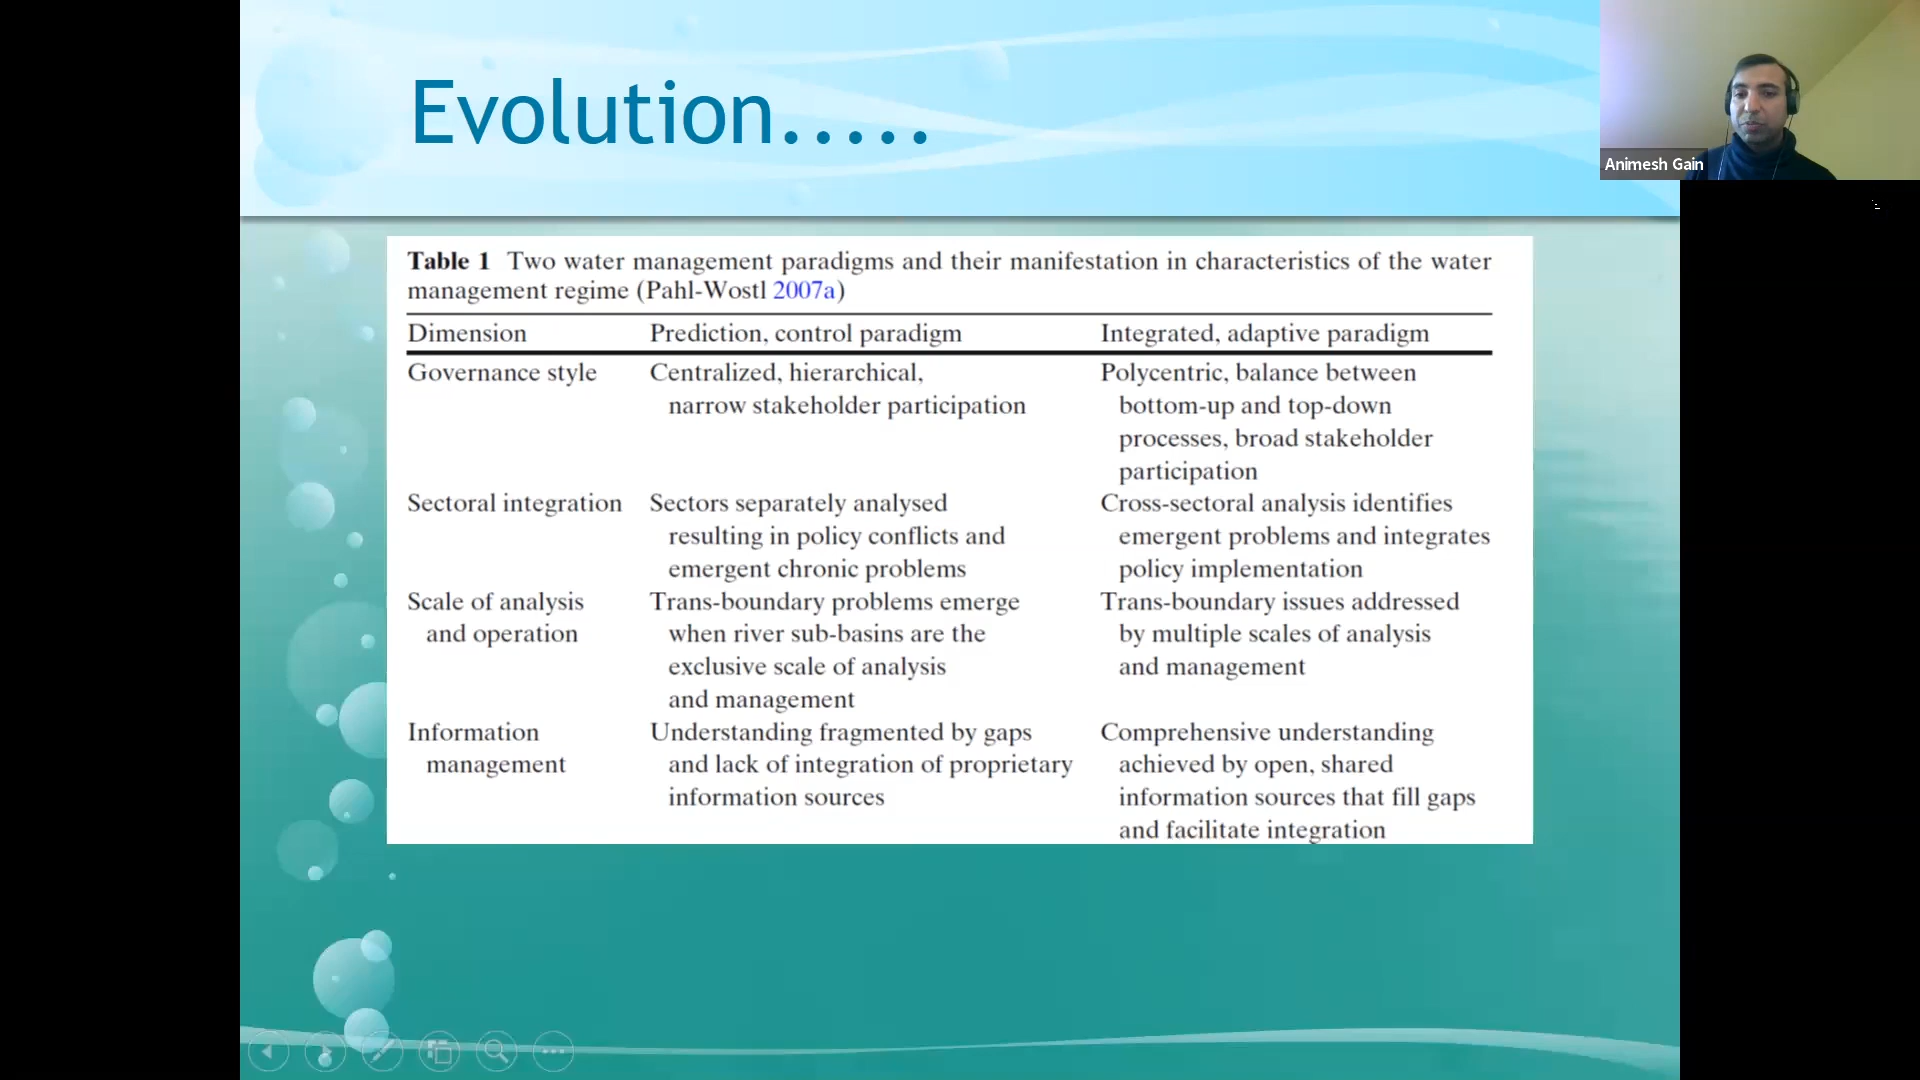 Evolution.....
Animesh Gain
Table 1 Two water management paradigms and their manifestation in characteristics of the water
management regime (Pahl-Wostl 2007a)
Dimension Prediction, control paradigm Integrated, adaptive paradigm
Governance style Centralized, hierarchical, Polycentric, balance between
narrow stakeholder participation bottom-up and top-down
processes, broad stakeholder
participation
Sectoral integration Sectors separately analysed Cross-sectoral analysis identifies
resulting in policy conflicts and emergent problems and integrates
emergent chronic problems policy implementation
Scale of analysis Trans-boundary problems emerge Trans-boundary issues addressed
and operation when river sub-basins are the by multiple scales of analysis
exclusive scale of analysis and management
and management
Information Understanding fragmented by gaps Comprehensive understanding
management and lack of integration of proprietary achieved by open, shared
information sources information sources that fill gaps
and facilitate integration